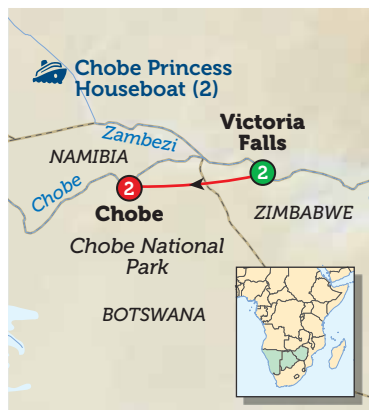 Chobe Princess
Houseboat (2)
Victoria
Falls
Zambezi
NAMIBIA
2
2
Chobe
Chobe
ZIMBABWE
Chobe National
Park
BOTSWANA